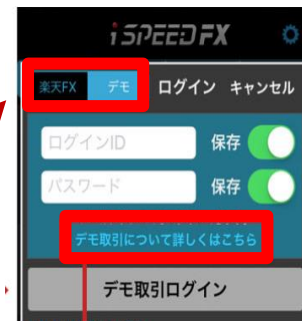 iSPEED FX
楽天FX デモ ログイン キャンセル
ログインID 保存
パスワード 保存
デモ取引について詳しくはこちら
デモ取引ログイン